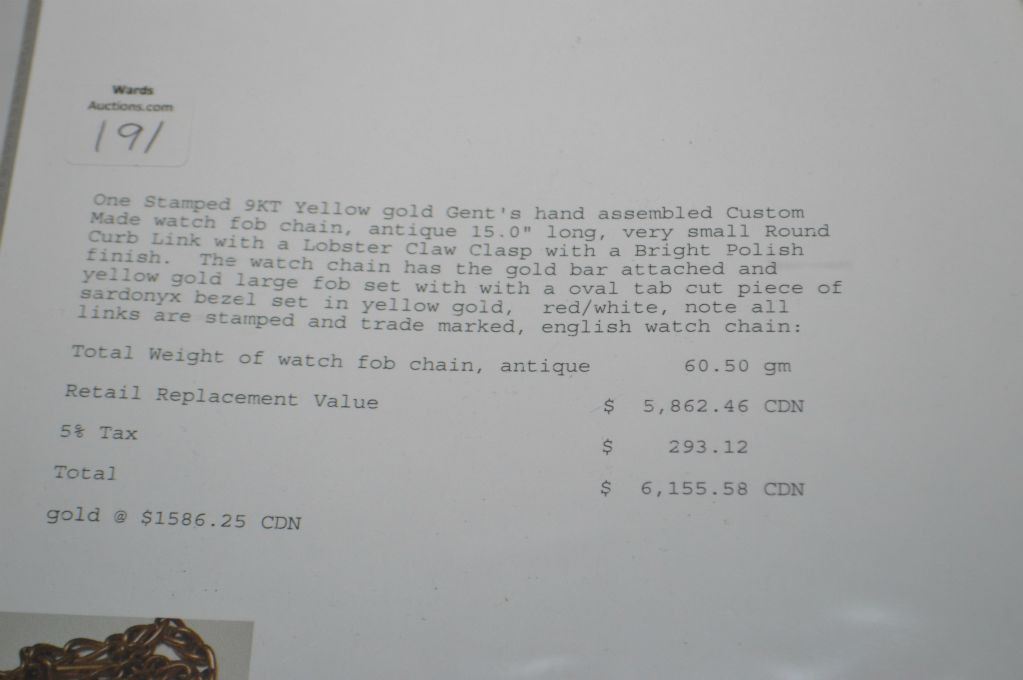 Wards
Auctions.com
191
One Stamped 9KT Yellow gold Gent's hand assembled Custom
Made watch fob chain, antique 15.0" long, very small Round
Curb Link with a Lobster Claw Clasp with a Bright Polish
finish. The watch chain has the gold bar attached and
yellow gold large fob set with with a oval tab cut piece of
sardonyx bezel set in yellow gold, red/white, note all
links are stamped and trade marked, english watch chain:
Total Weight of watch fob chain, antique 60.50 gm
Retail Replacement Value $ 5,862.46 CDN
5% Tax $ 293.12
Total $ 6,155.58 CDN
gold @ $1586.25 CDN